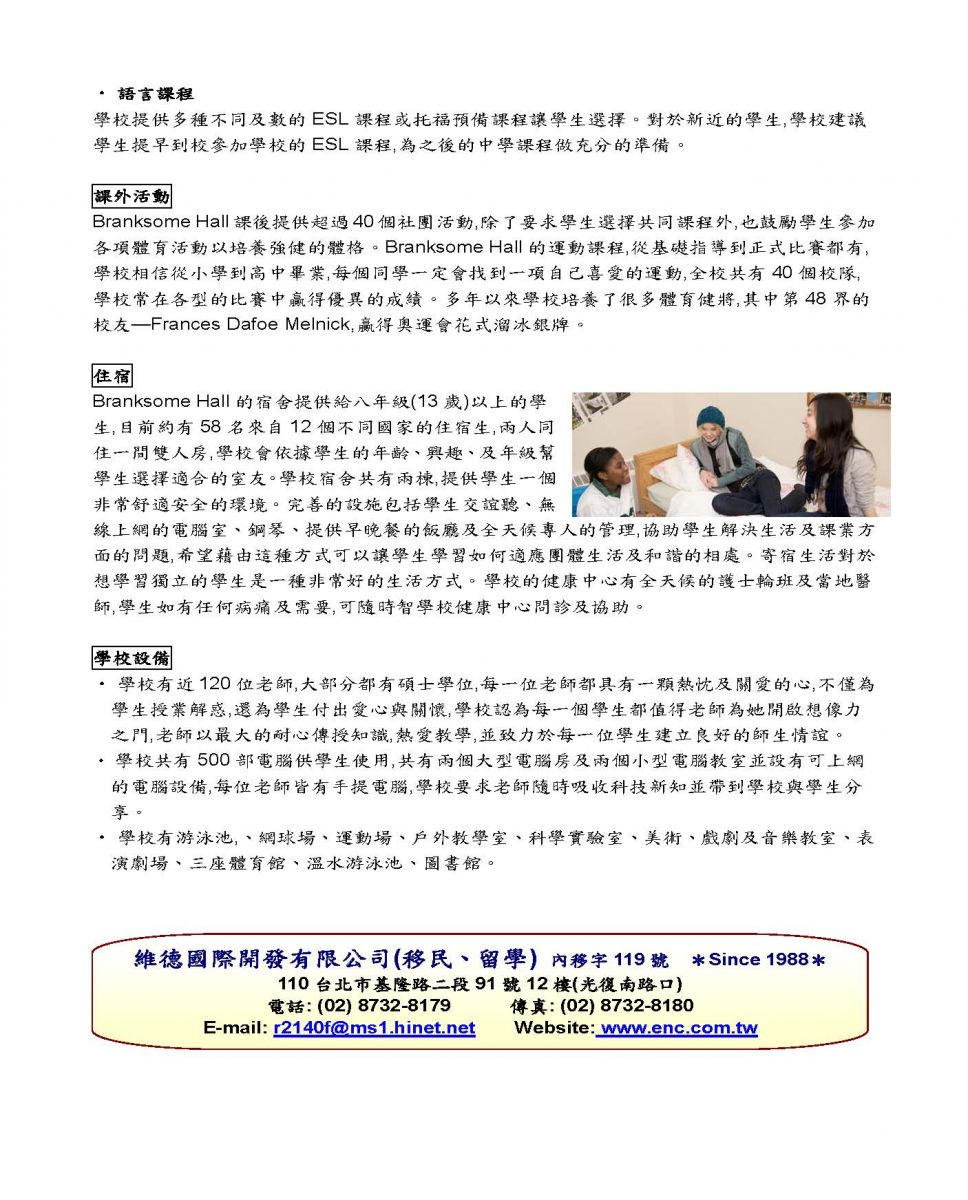 · 語言課程
學校提供多種不同及數的 ESL 課程或托福預備課程讓學生選擇。對於新近的學生,學校建議
學生提早到校參加學校的 ESL 課程,為之後的中學課程做充分的準備。
課外活動
Branksome Hall 課後提供超過 40 個社團活動,除了要求學生選擇共同課程外,也鼓勵學生參加
各項體育活動以培養強健的體格。Branksome Hall 的運動課程,從基礎指導到正式比賽都有,
學校相信從小學到高中畢業,每個同學一定會找到一項自己喜愛的運動,全校共有 40 個校隊,
學校常在各型的比賽中贏得優異的成績。多年以來學校培養了很多體育健將,其中第 48 界的
校友—Frances Dafoe Melnick,贏得奧運會花式溜冰銀牌。
住宿
Branksome Hall 的宿舍提供給八年級(13 歲)以上的學
生,目前約有 58 名來自 12 個不同國家的住宿生,兩人同
住一間雙人房,學校會依據學生的年齡、興趣、及年級幫
學生選擇適合的室友。學校宿舍共有兩棟,提供學生一個
非常舒適安全的環境。完善的設施包括學生交誼聽、無
線上網的電腦室、鋼琴、提供早晚餐的飯廳及全天候專人的管理,協助學生解決生活及課業方
面的問題,希望藉由這種方式可以讓學生學習如何適應團體生活及和諧的相處。寄宿生活對於
想學習獨立的學生是一種非常好的生活方式。學校的健康中心有全天候的護士輪班及當地醫
師,學生如有任何病痛及需要,可隨時智學校健康中心問診及協助。
學校設備
· 學校有近 120 位老師,大部分都有碩士學位,每一位老師都具有一顆熱忱及關愛的心,不僅為
學生授業解惑,還為學生付出愛心與關懷,學校認為每一個學生都值得老師為她開啟想像力
之門,老師以最大的耐心傳授知識,熱愛教學,並致力於每一位學生建立良好的師生情誼。
· 學校共有 500 部電腦供學生使用,共有兩個大型電腦房及兩個小型電腦教室並設有可上網
的電腦設備,每位老師皆有手提電腦,學校要求老師隨時吸收科技新知並帶到學校與學生分
享。
· 學校有游泳池,、網球場、運動場、戶外教學室、科學實驗室、美術、戲劇及音樂教室、表
演劇場、三座體育館、溫水游泳池、圖書館。
維德國際開發有限公司(移民、留學) 內移字 119 號 ＊Since 1988＊
110 台北市基隆路二段 91 號 12 樓(光復南路口)
電話: (02) 8732-8179 傳真: (02) 8732-8180
E-mail: r2140f@ms1.hinet.net Website: www.enc.com.tw